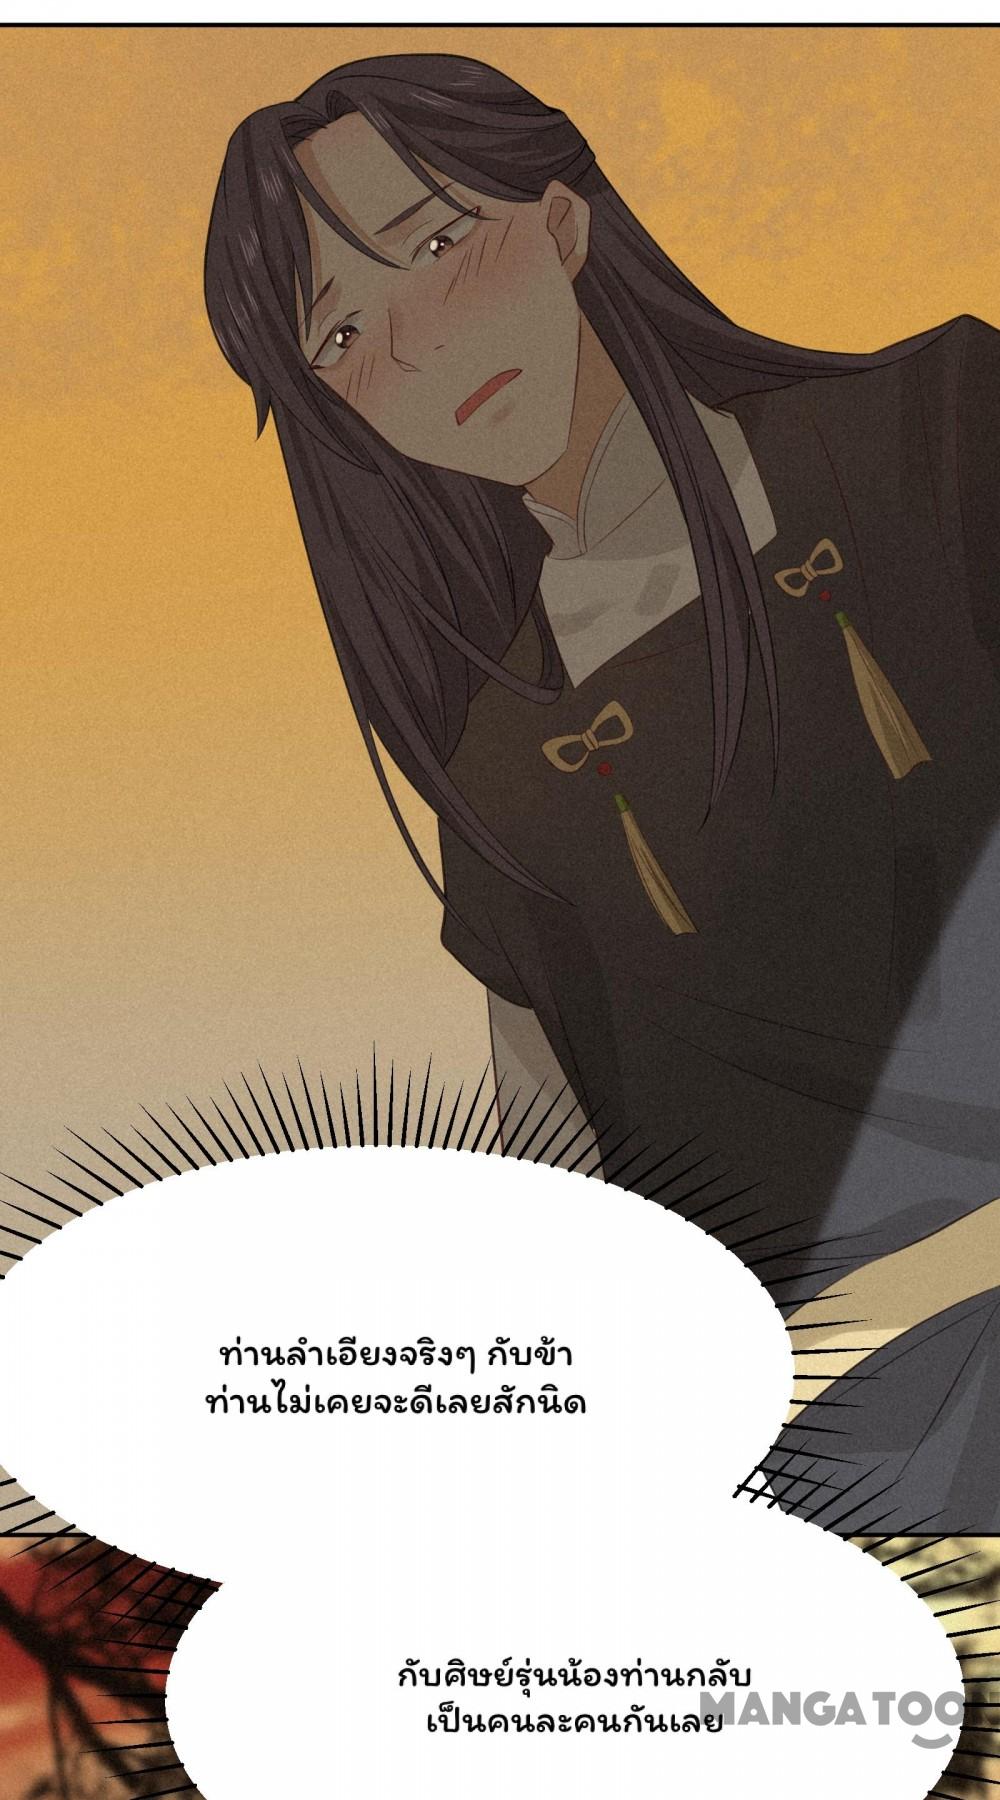 ท่านลำเอียงจริงๆ กับข้า
ท่านไม่เคยจะดีเลยสักนิด
กับศิษย์รุ่นน้องท่านกลับ
เป็นคนละคนกันเลย
MANGATOON